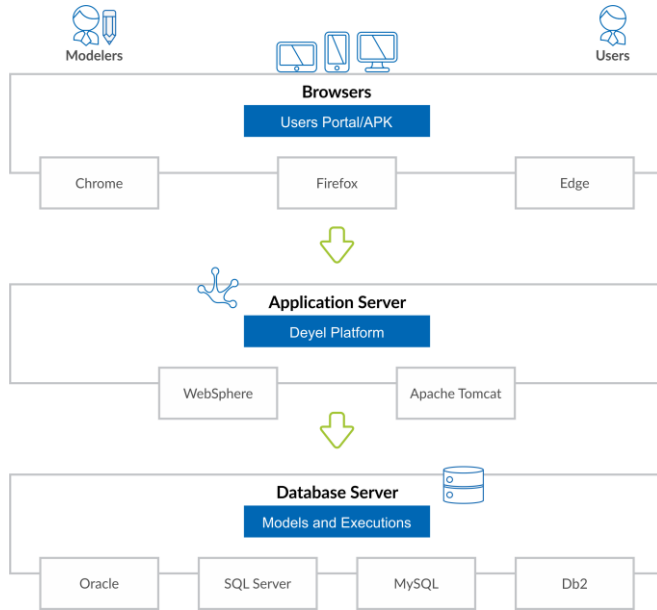 Modelers
Users
Browsers
Users Portal/APK
Chrome
Firefox
Edge
Application Server
Deyel Platform
WebSphere
Apache Tomcat
Database Server
Models and Executions
Oracle
SQL Server
MySQL
Db2